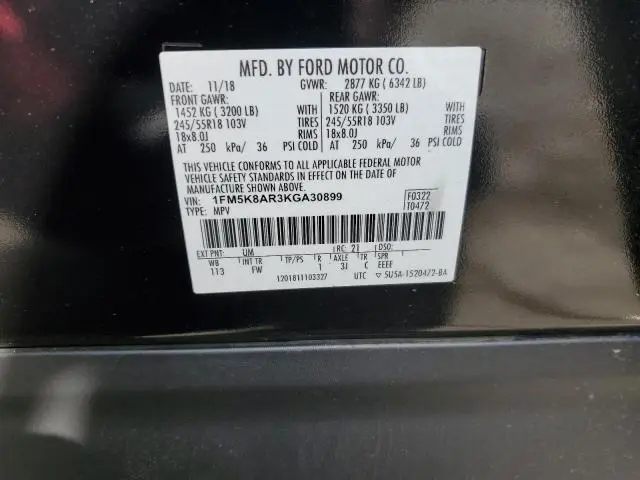 MFD. BY FORD MOTOR CO.
DATE: 11/18 GVWR: 2877 KG ( 6342 LB)
FRONT GAWR: REAR GAWR:
1452 KG ( 3200 LB) WITH 1520 KG ( 3350 LB) WITH
245/55R18 103V TIRES 245/55R18 103V TIRES
18x8.0J RIMS 18x8.0J RIMS
AT 250 kPa/ 36 PSI COLD AT 250 kPa/ 36 PSI COLD
THIS VEHICLE CONFORMS TO ALL APPLICABLE FEDERAL MOTOR
VEHICLE SAFETY STANDARDS IN EFFECT ON THE DATE OF
MANUFACTURE SHOWN ABOVE.
VIN: 1FM5K8AR3KGA30899 F0322
TYPE: MPV T0472
EXT PNT: UM RC: 21 DSO:
WB INT TR TP/PS R AXLE TR SPR
113 FW 1 3J C EEEE
1201811103327 UTC ▽ 5U5A-1520472-BA